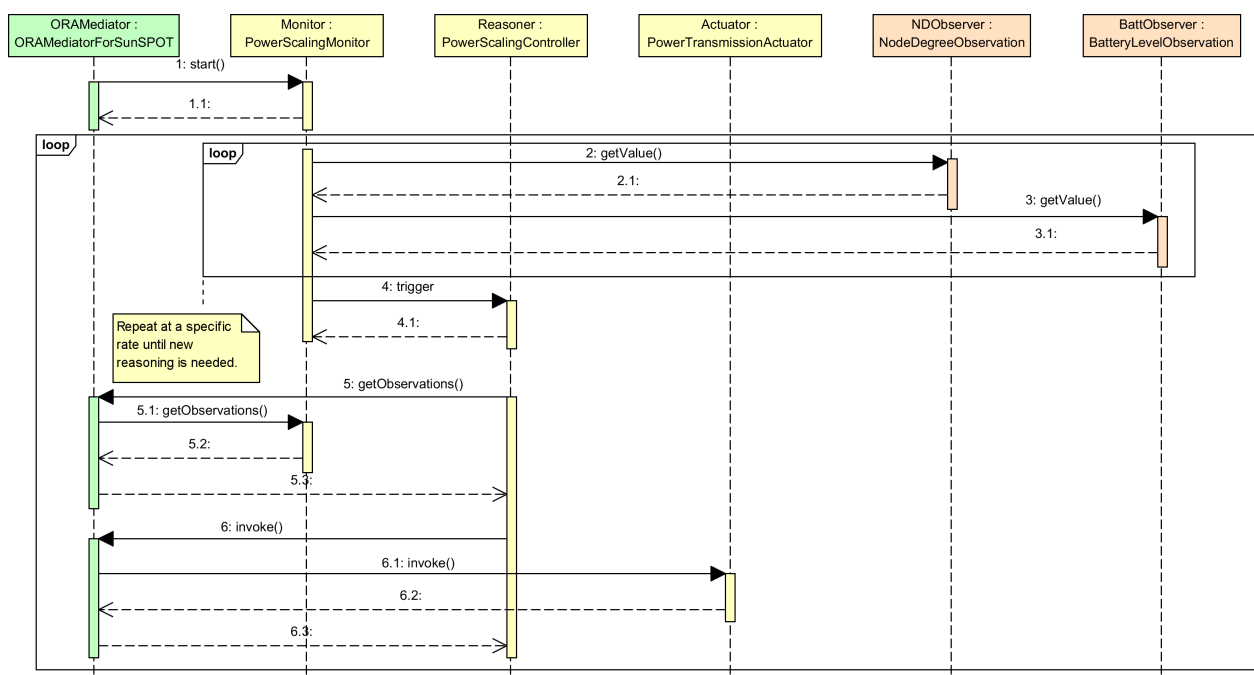 ORAMediator :
ORAMediatorForSunSPOT
Monitor :
PowerScalingMonitor
Reasoner :
PowerScalingController
Actuator :
PowerTransmissionActuator
NDObserver :
NodeDegreeObservation
BattObserver :
BatteryLevelObservation
1: start()
1.1:
loop
loop
2: getValue()
2.1:
3: getValue()
3.1:
4: trigger
4.1:
Repeat at a specific
rate until new
reasoning is needed.
5: getObservations()
5.1: getObservations()
5.2:
5.3:
6: invoke()
6.1: invoke()
6.2:
6.3: